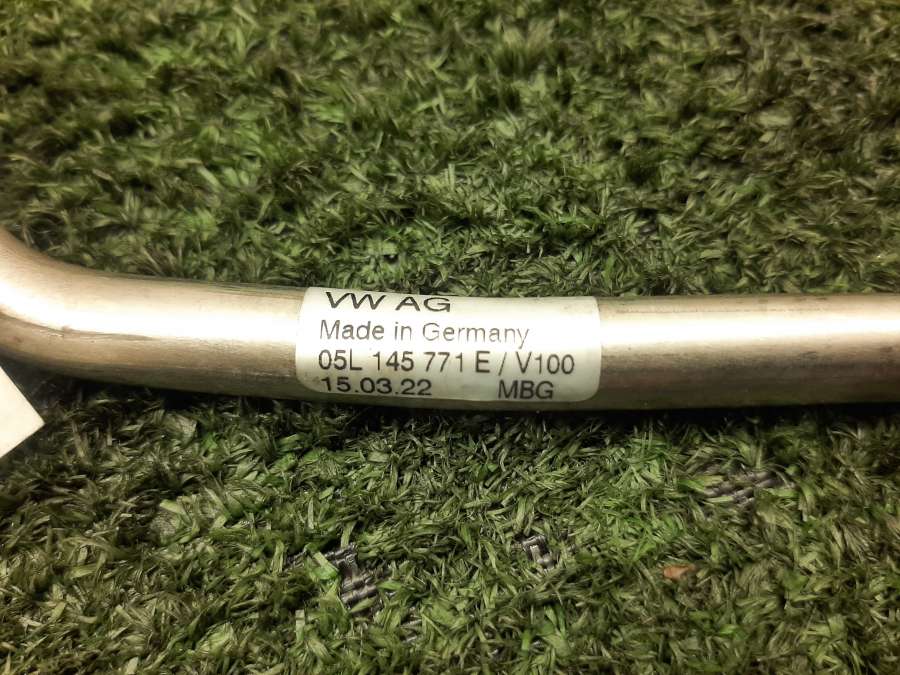 VW AG
Made in Germany
05L 145 771 E / V100
15.03.22 MBG